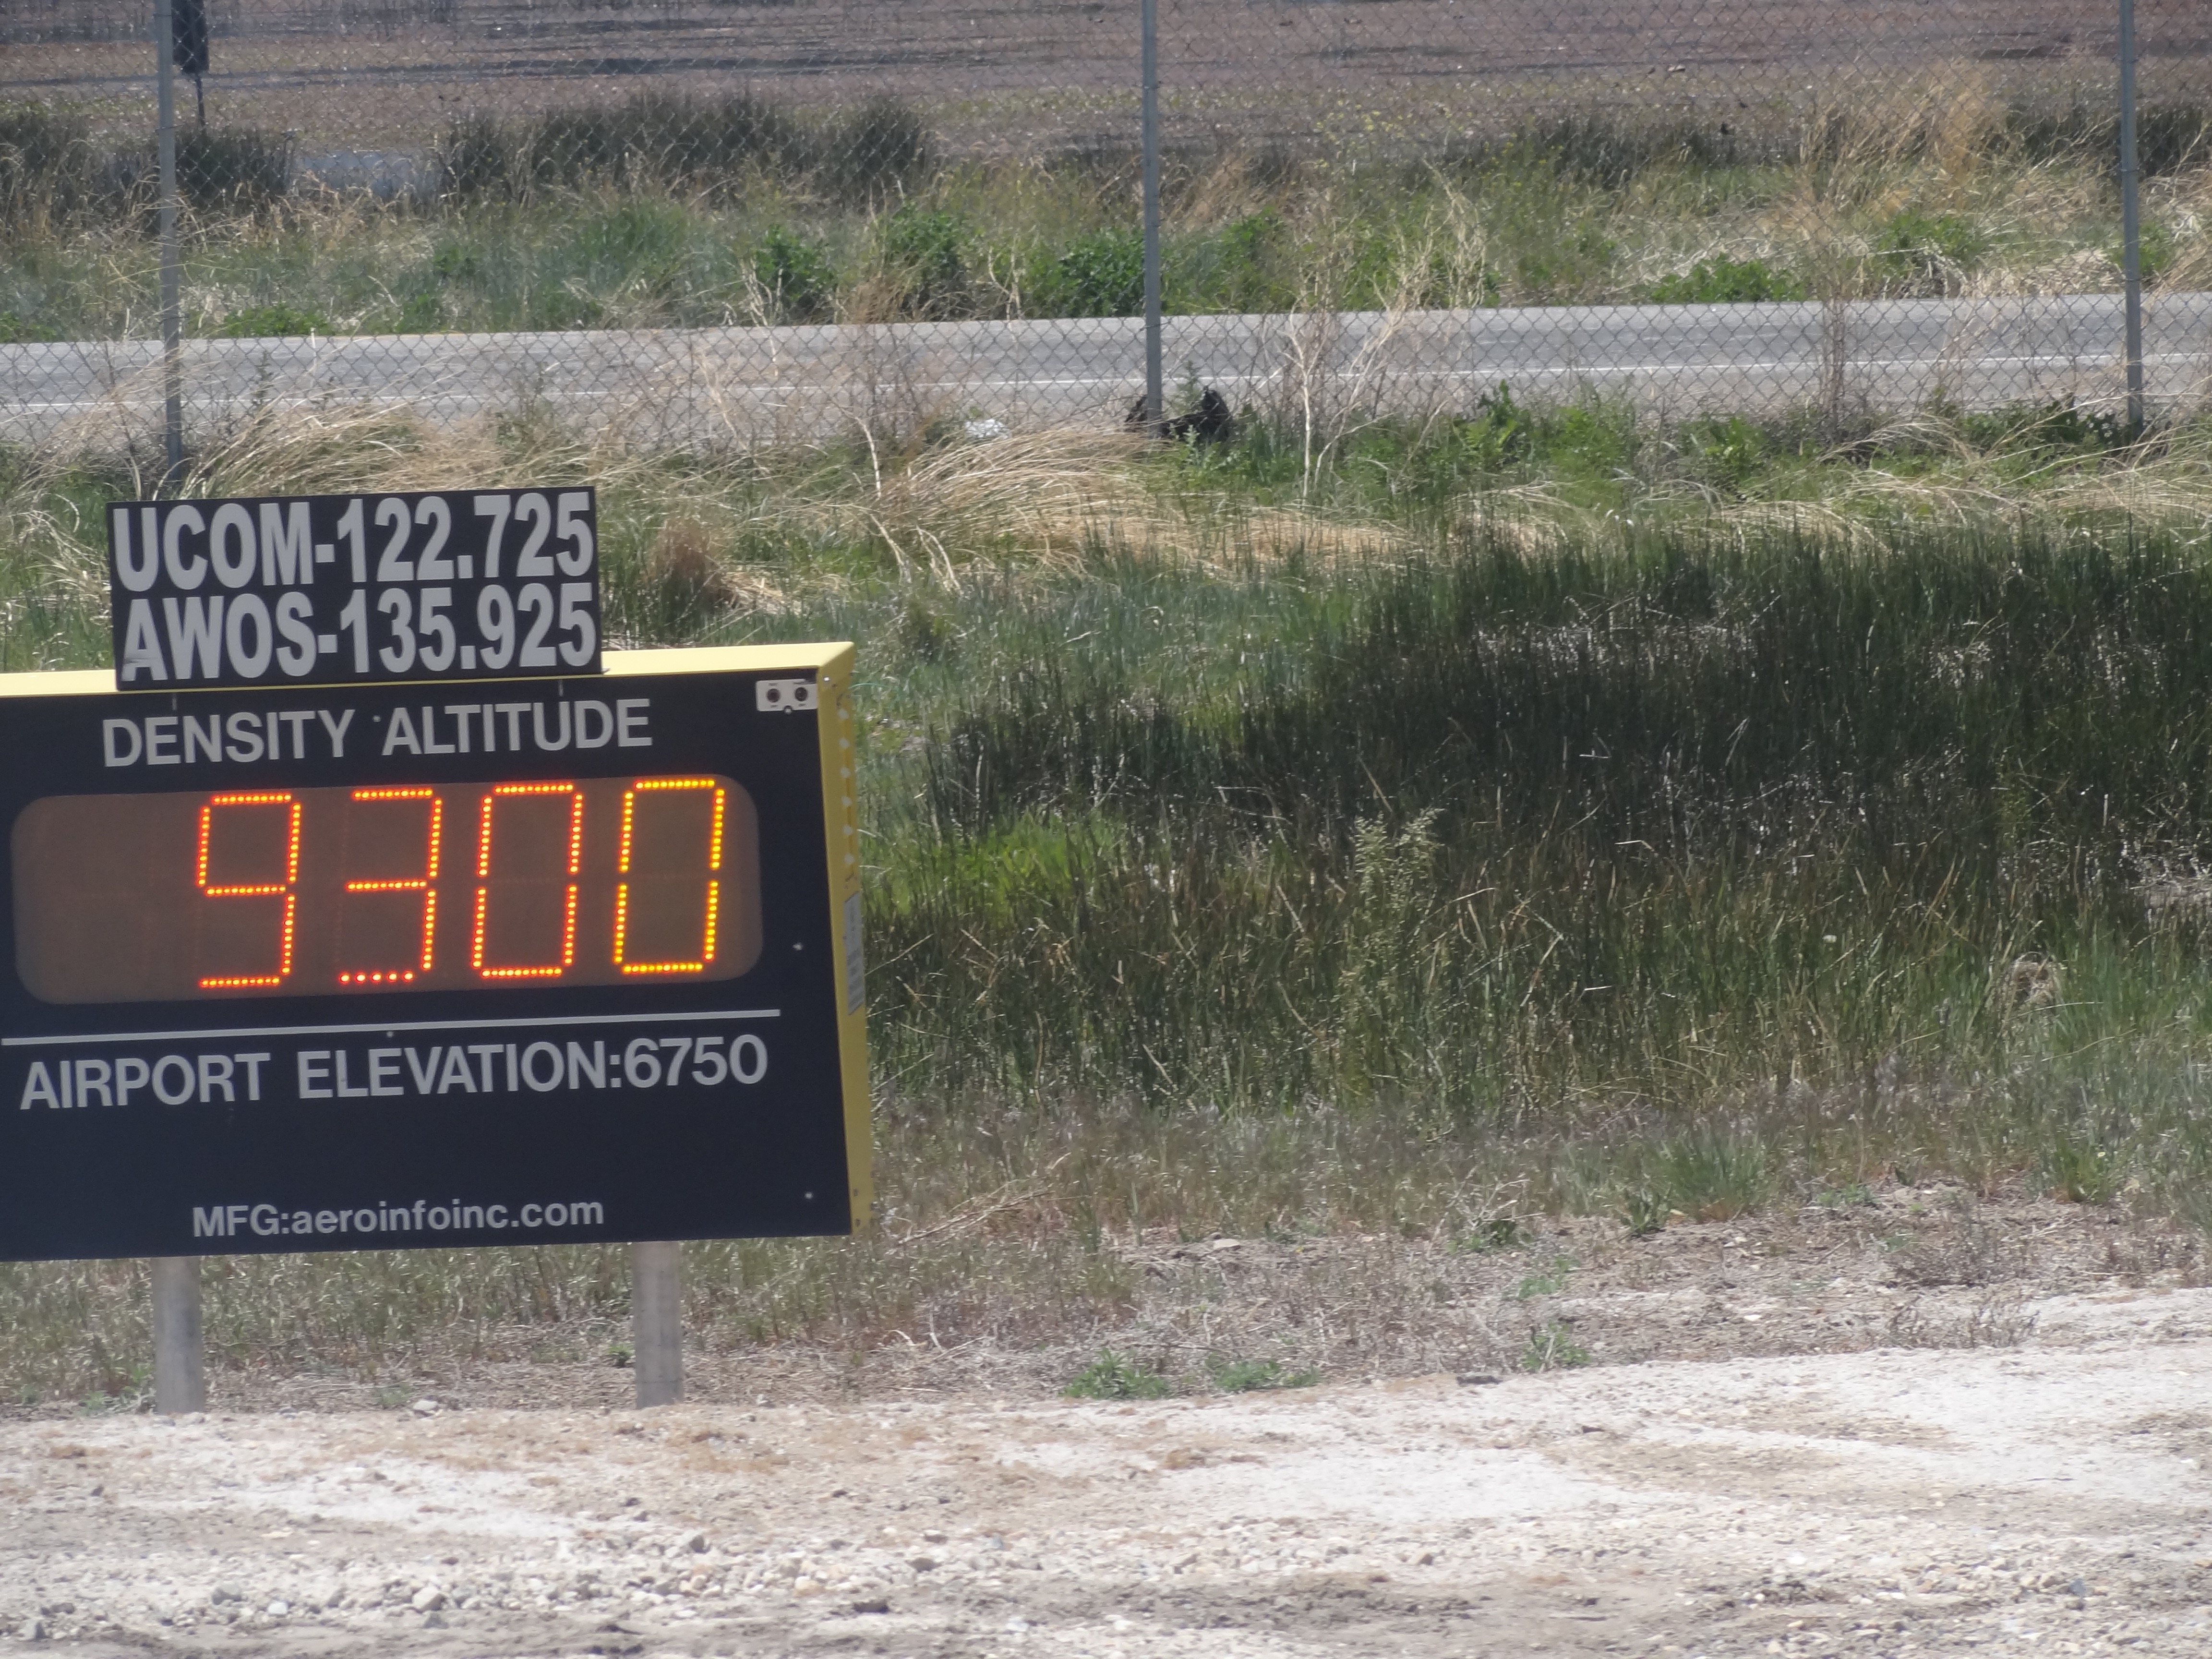 UCOM-122.725
AWOS-135.925
DENSITY ALTITUDE
9300
AIRPORT ELEVATION:6750
MFG:aeroinfoinc.com